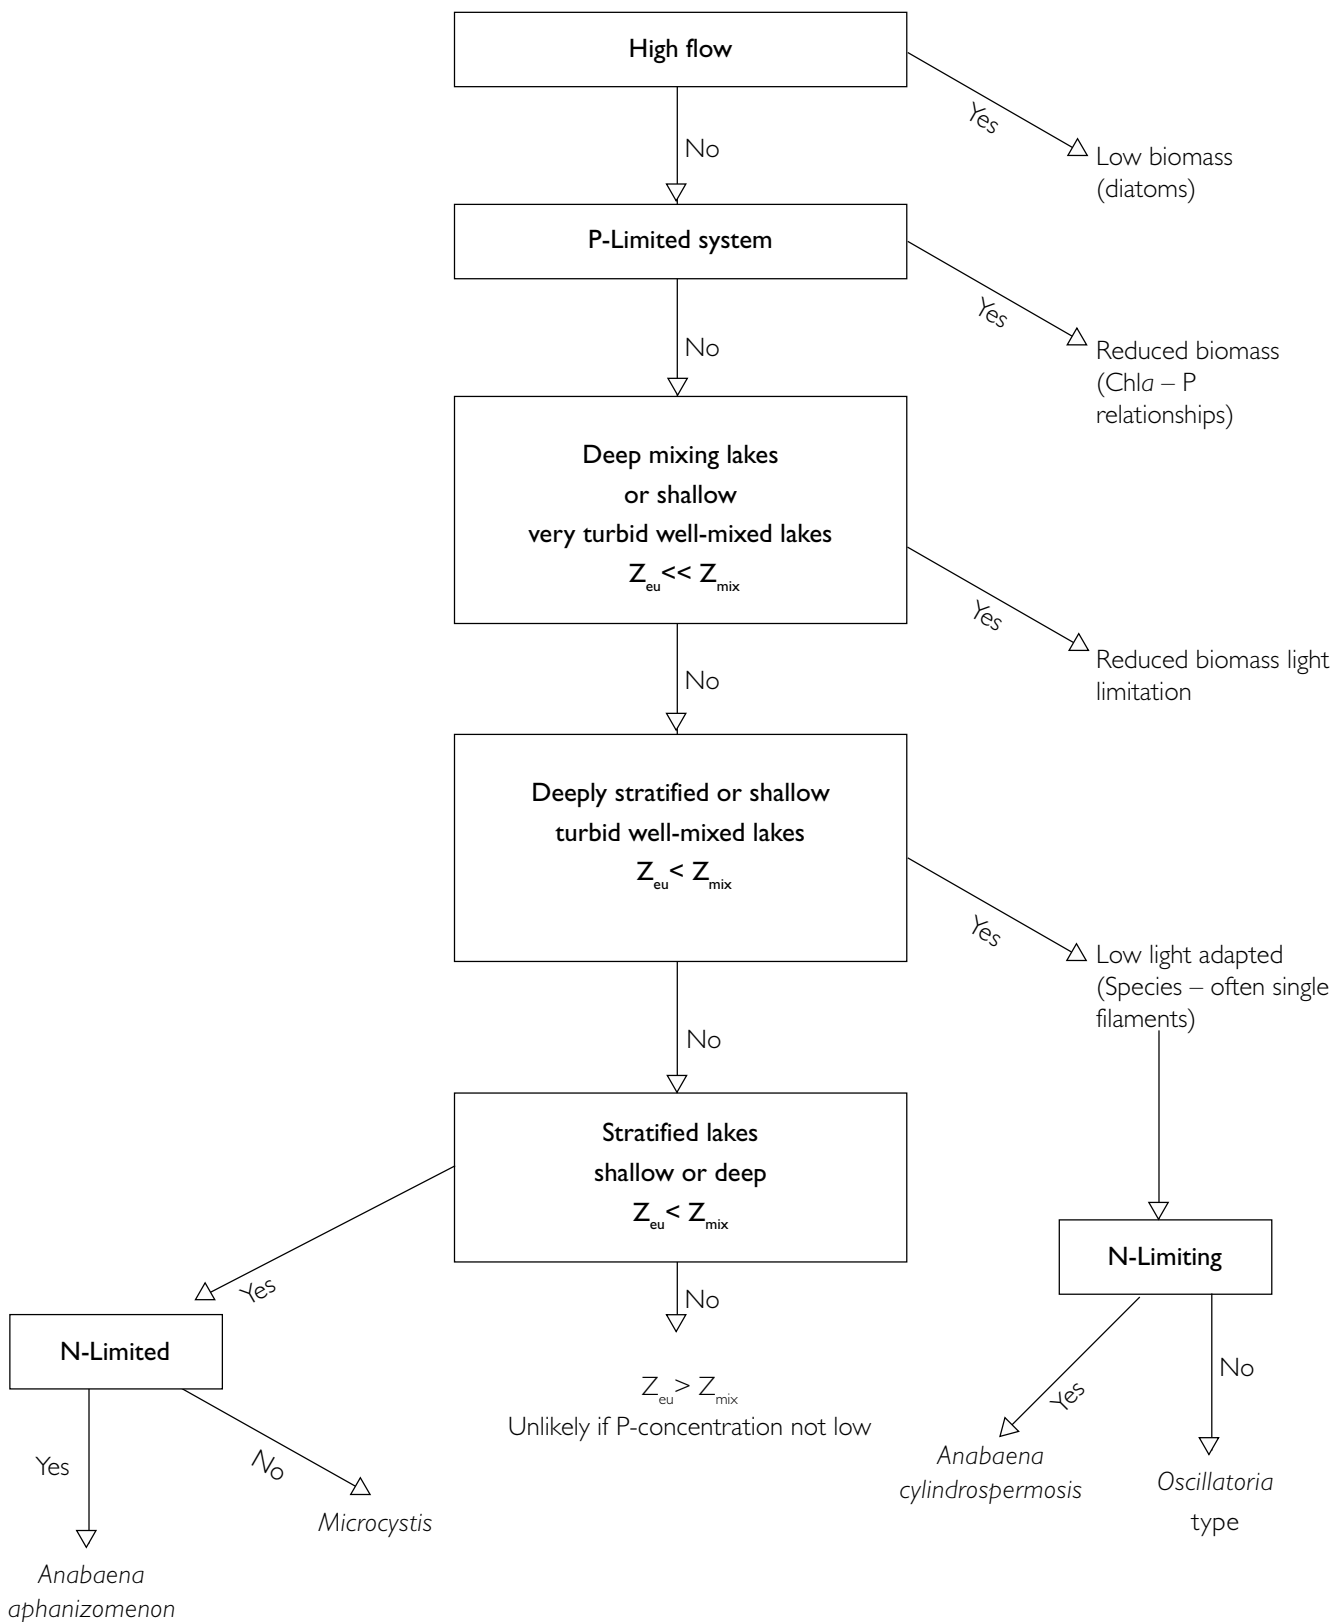 High flow
Yes
No
Low biomass
(diatoms)
P-Limited system
Yes
No
Reduced biomass
(Chla – P
relationships)
Deep mixing lakes
or shallow
very turbid well-mixed lakes
Zeu << Zmix
Yes
No
Reduced biomass light
limitation
Deeply stratified or shallow
turbid well-mixed lakes
Zeu < Zmix
Yes
No
Low light adapted
(Species – often single
filaments)
Stratified lakes
shallow or deep
Zeu < Zmix
Yes
No
N-Limiting
N-Limited
Zeu > Zmix
Unlikely if P-concentration not low
Yes
No
Yes
No
Anabaena
cylindrospermosis
Oscillatoria
type
Microcystis
Anabaena
aphanizomenon